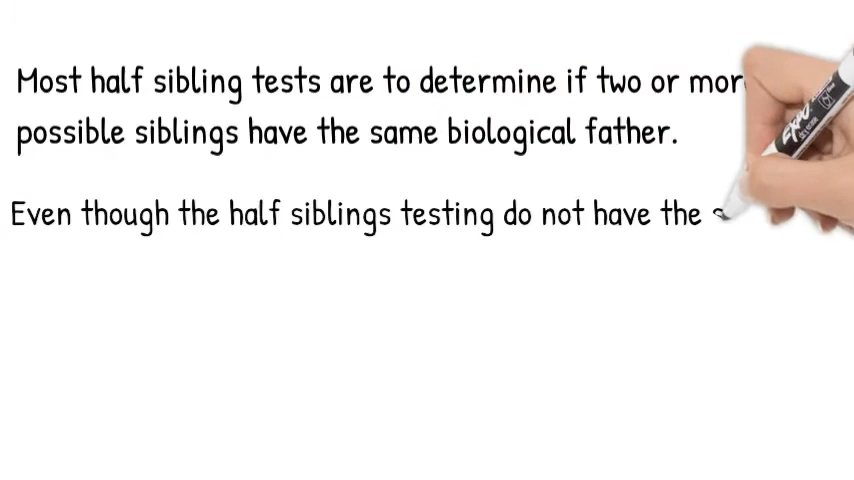 Most half sibling tests are to determine if two or mor
possible siblings have the same biological father.
Even though the half siblings testing do not have the
EXPO